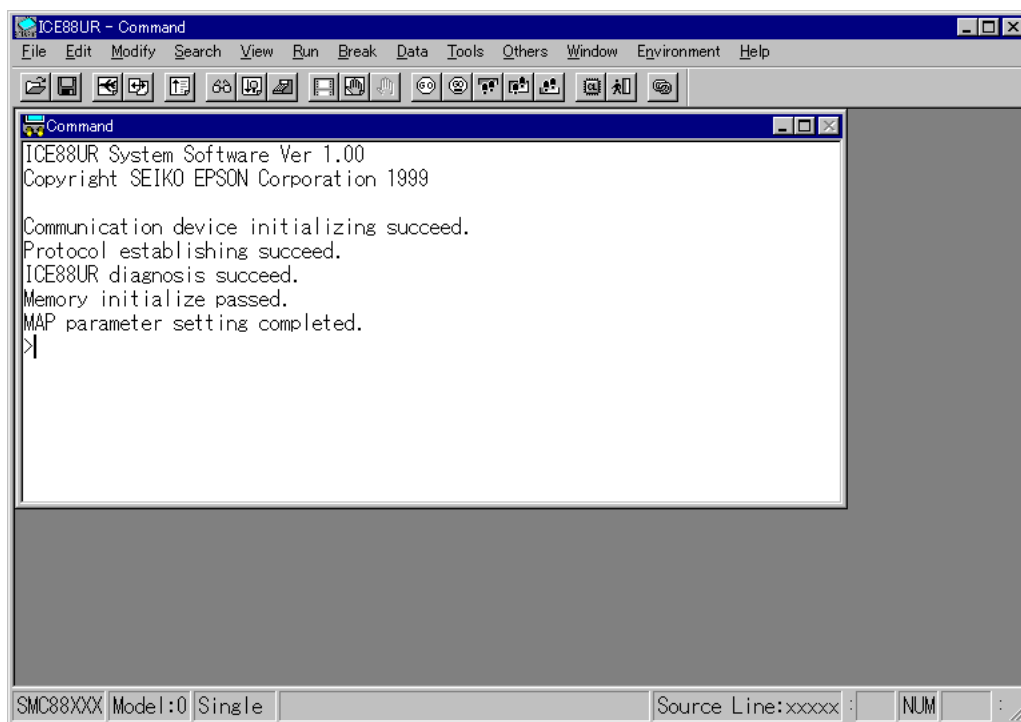 ICE88UR - Command
File Edit Modify Search View Run Break Data Tools Others Window Environment Help
GO
Command
ICE88UR System Software Ver 1.00
Copyright SEIKO EPSON Corporation 1999
Communication device initializing succeed.
Protocol establishing succeed.
ICE88UR diagnosis succeed.
Memory initialize passed.
MAP parameter setting completed.
>
SMC88XXX Model:0 Single Source Line:xxxxx : NUM :